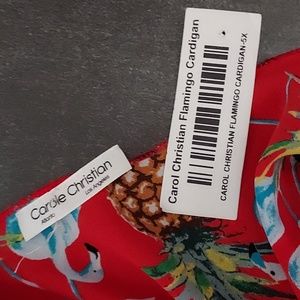 Carol Christian Flamingo Cardigan
CAROL CHRISTIAN FLAMINGO CARDIGAN-5X
Carole Christian
Atlanta
Los Angeles